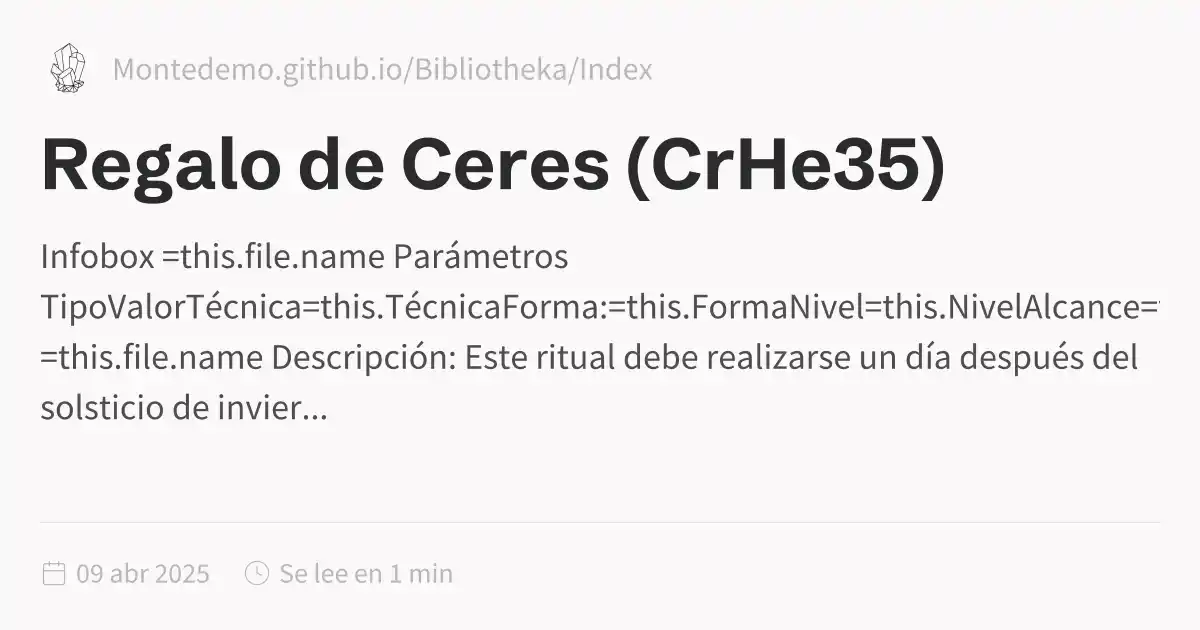 Montedemo.github.io/Bibliotheka/Index
Regalo de Ceres (CrHe35)
Infobox =this.file.name Parámetros
TipoValorTécnica=this.TécnicaForma:=this.FormaNivel=this.NivelAlcance=
=this.file.name Descripción: Este ritual debe realizarse un día después del
solsticio de invier...
09 abr 2025 Se lee en 1 min